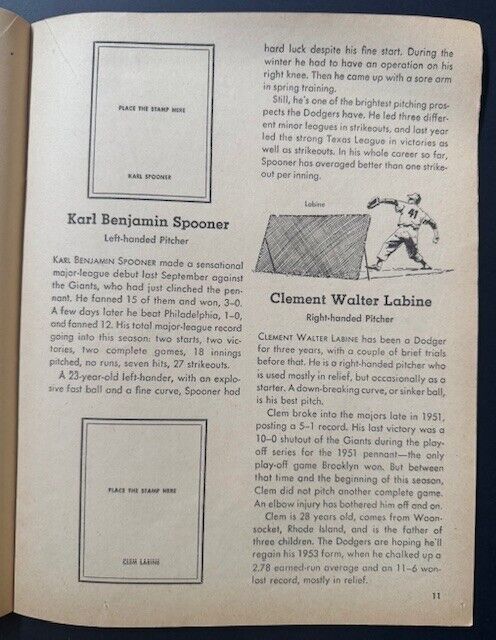 PLACE THE STAMP HERE
KARL SPOONER
Karl Benjamin Spooner
Left-handed Pitcher
KARL BENJAMIN SPOONER made a sensational
major-league debut last September against
the Giants, who had just clinched the pen-
nant. He fanned 15 of them and won, 3–0.
A few days later he beat Philadelphia, 1–0,
and fanned 12. His total major-league record
going into this season: two starts, two vic-
tories, two complete games, 18 innings
pitched, no runs, seven hits, 27 strikeouts.
A 23-year-old left-hander, with an explo-
sive fast ball and a fine curve, Spooner had
PLACE THE STAMP HERE
CLEM LABINE
hard luck despite his fine start. During the
winter he had to have an operation on his
right knee. Then he came up with a sore arm
in spring training.
Still, he's one of the brightest pitching pros-
pects the Dodgers have. He led three differ-
ent minor leagues in strikeouts, and last year
led the strong Texas League in victories as
well as strikeouts. In his whole career so far,
Spooner has averaged better than one strike-
out per inning.
Labine
41
Clement Walter Labine
Right-handed Pitcher
CLEMENT WALTER LABINE has been a Dodger
for three years, with a couple of brief trials
before that. He is a right-handed pitcher who
is used mostly in relief, but occasionally as a
starter. A down-breaking curve, or sinker ball,
is his best pitch.
Clem broke into the majors late in 1951,
posting a 5–1 record. His last victory was a
10–0 shutout of the Giants during the play-
off series for the 1951 pennant—the only
play-off game Brooklyn won. But between
that time and the beginning of this season,
Clem did not pitch another complete game.
An elbow injury has bothered him off and on.
Clem is 28 years old, comes from Woon-
socket, Rhode Island, and is the father of
three children. The Dodgers are hoping he'll
regain his 1953 form, when he chalked up a
2.78 earned-run average and an 11–6 won-
lost record, mostly in relief.
11